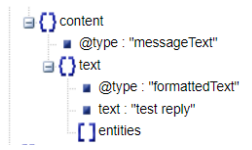 content
@type : "messageText"
text
@type : "formattedText"
text : "test reply"
entities